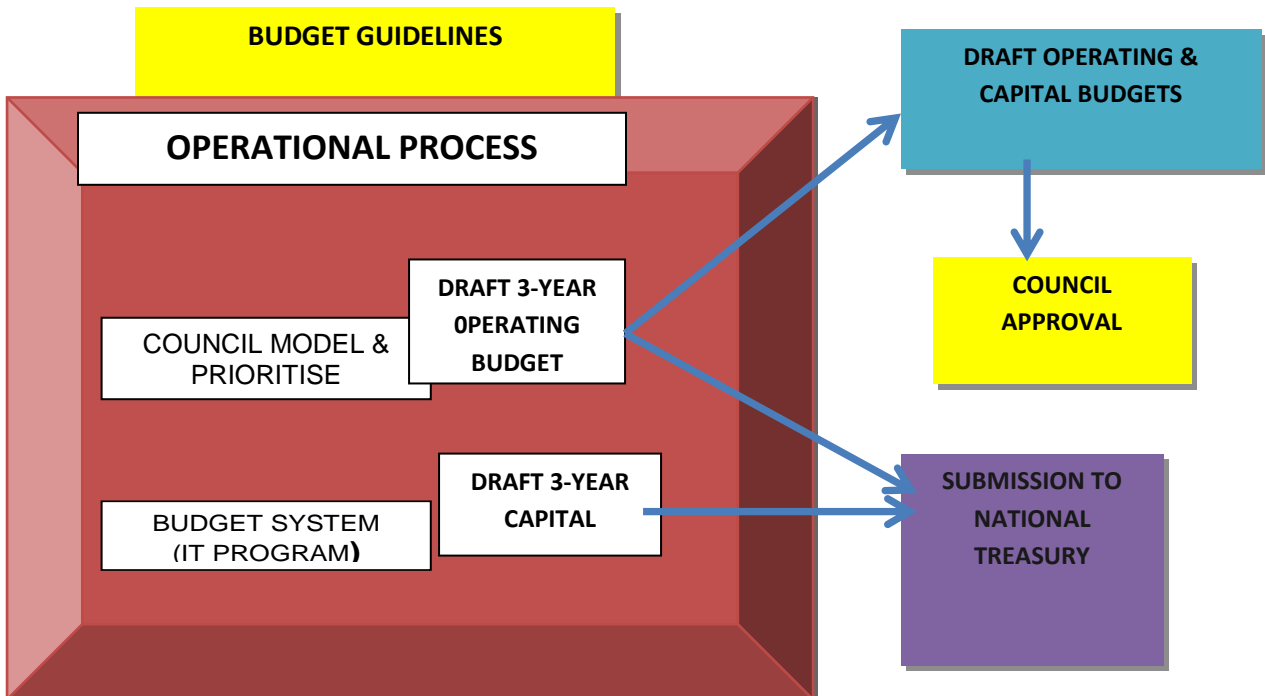 BUDGET GUIDELINES
OPERATIONAL PROCESS
COUNCIL MODEL &
PRIORITISE
DRAFT 3-YEAR
0PERATING
BUDGET
BUDGET SYSTEM
(IT PROGRAM)
DRAFT 3-YEAR
CAPITAL
DRAFT OPERATING &
CAPITAL BUDGETS
COUNCIL
APPROVAL
SUBMISSION TO
NATIONAL
TREASURY